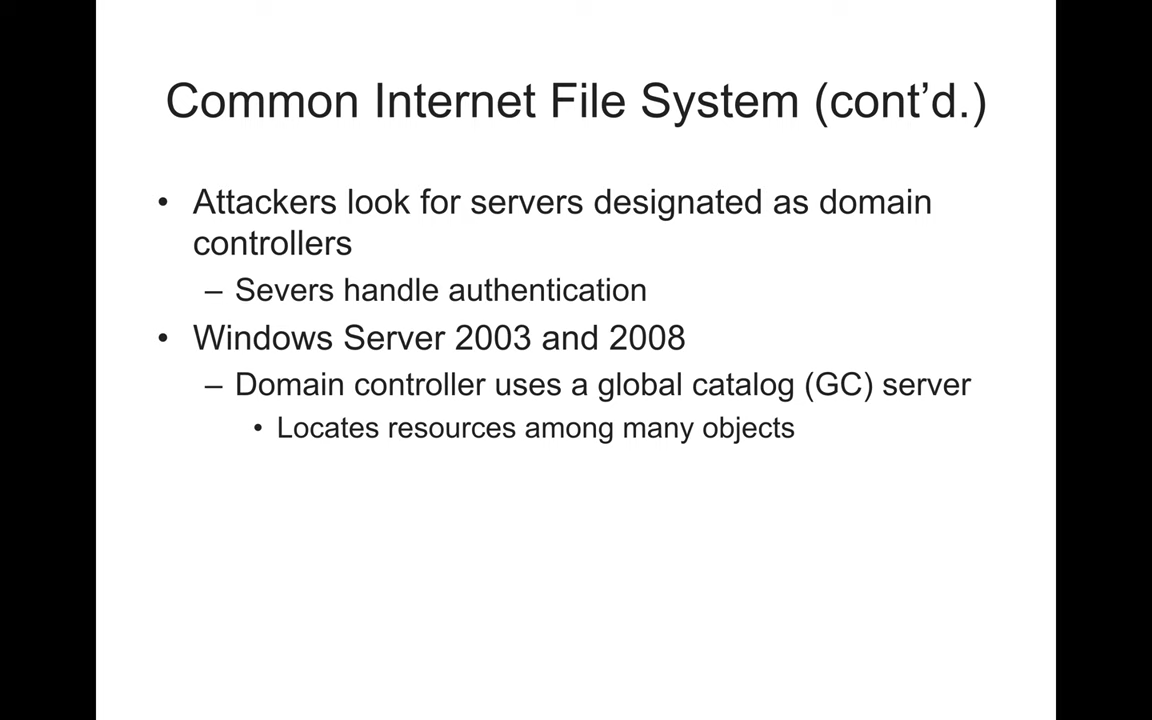 Common Internet File System (cont’d.)
• Attackers look for servers designated as domain
controllers
– Severs handle authentication
• Windows Server 2003 and 2008
– Domain controller uses a global catalog (GC) server
• Locates resources among many objects